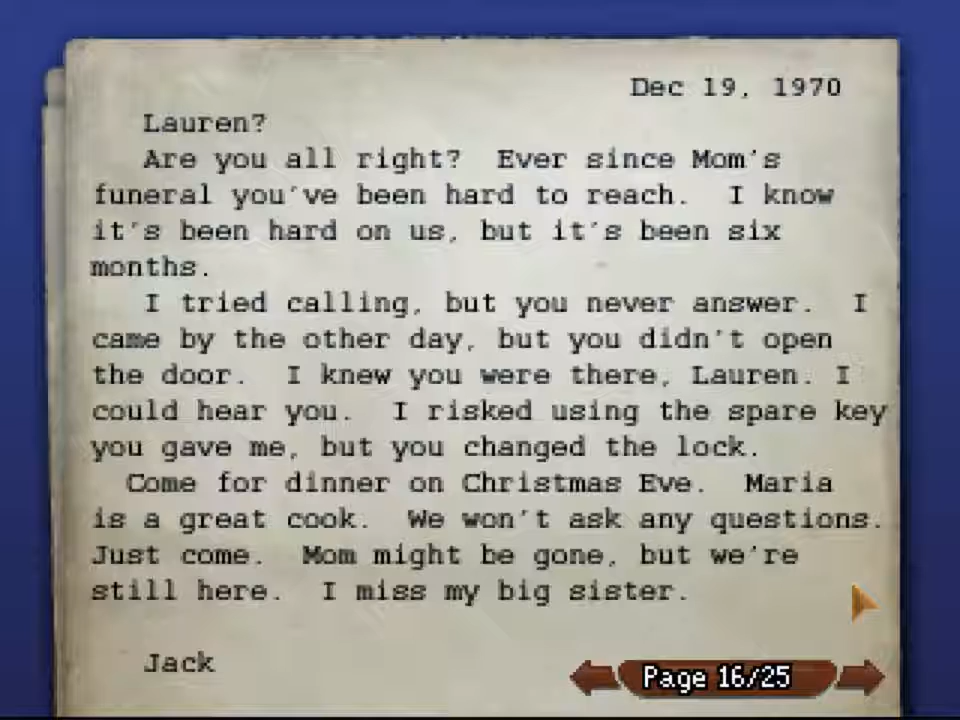 Dec 19, 1970
Lauren?
Are you all right?  Ever since Mom's
funeral you've been hard to reach.  I know
it's been hard on us, but it's been six
months.
I tried calling, but you never answer.  I
came by the other day, but you didn't open
the door.  I knew you were there, Lauren. I
could hear you.  I risked using the spare key
you gave me, but you changed the lock.
Come for dinner on Christmas Eve.  Maria
is a great cook.  We won't ask any questions.
Just come.  Mom might be gone, but we're
still here.  I miss my big sister.
Jack
Page 16/25